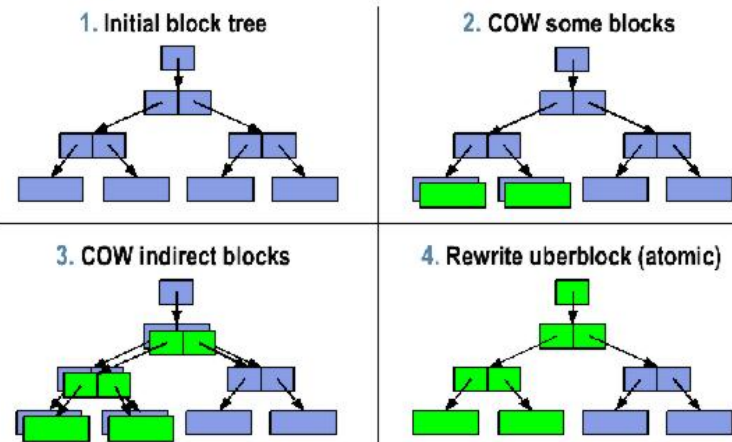 1. Initial block tree
2. COW some blocks
3. COW indirect blocks
4. Rewrite uberblock (atomic)